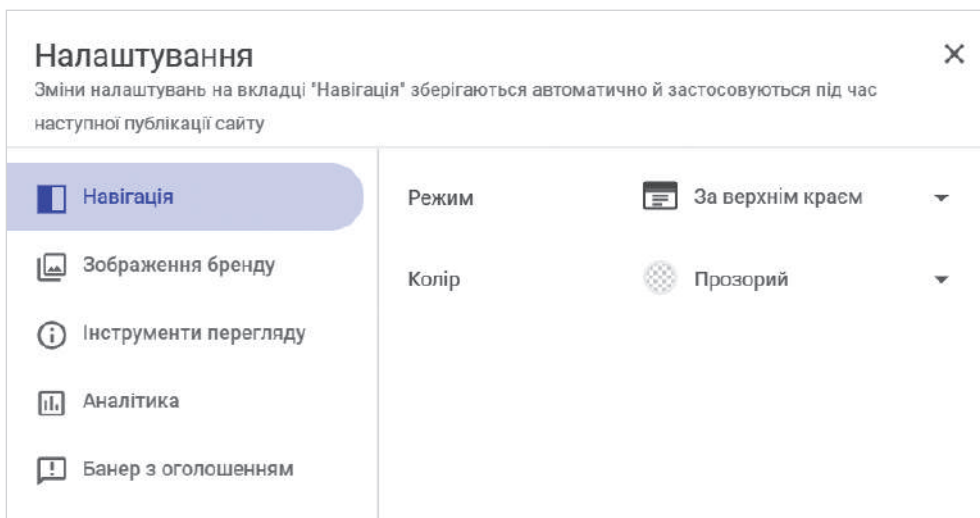 Налаштування
Зміни налаштувань на вкладці "Навігація" зберігаються автоматично й застосовуються під час
наступної публікації сайту
Навігація
Зображення бренду
Інструменти перегляду
Аналітика
Банер з оголошенням
Режим
За верхнім краєм
Колір
Прозорий